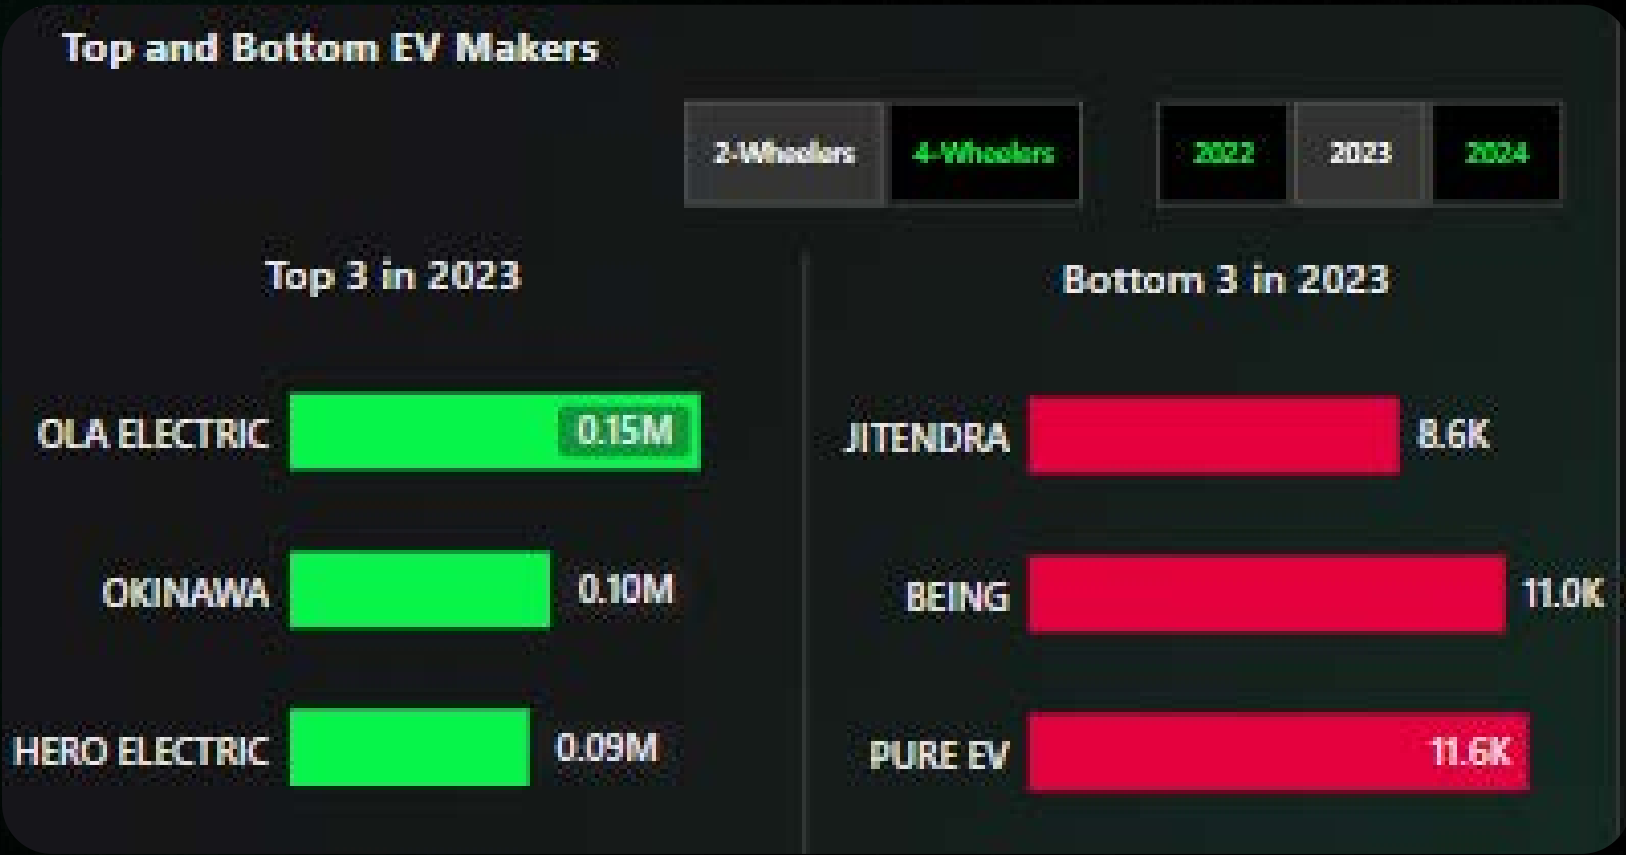 Top and Bottom EV Makers
2-Wheelers 4-Wheelers 2022 2023 2024
Top 3 in 2023
OLA ELECTRIC 0.15M
OKINAWA 0.10M
HERO ELECTRIC 0.09M
Bottom 3 in 2023
JITENDRA 8.6K
BEING 11.0K
PURE EV 11.6K